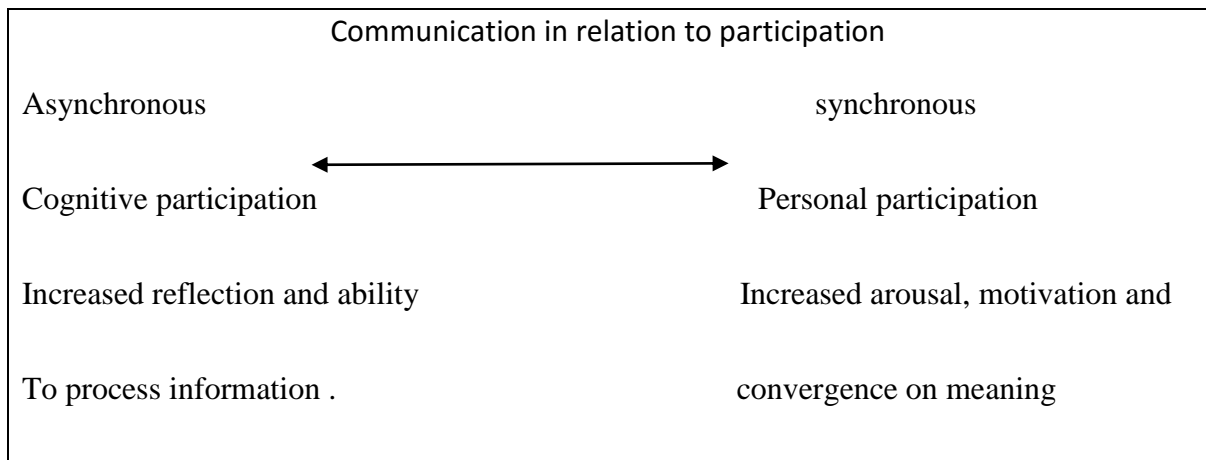 Communication in relation to participation
Asynchronous synchronous
Cognitive participation Personal participation
Increased reflection and ability Increased arousal, motivation and
To process information . convergence on meaning